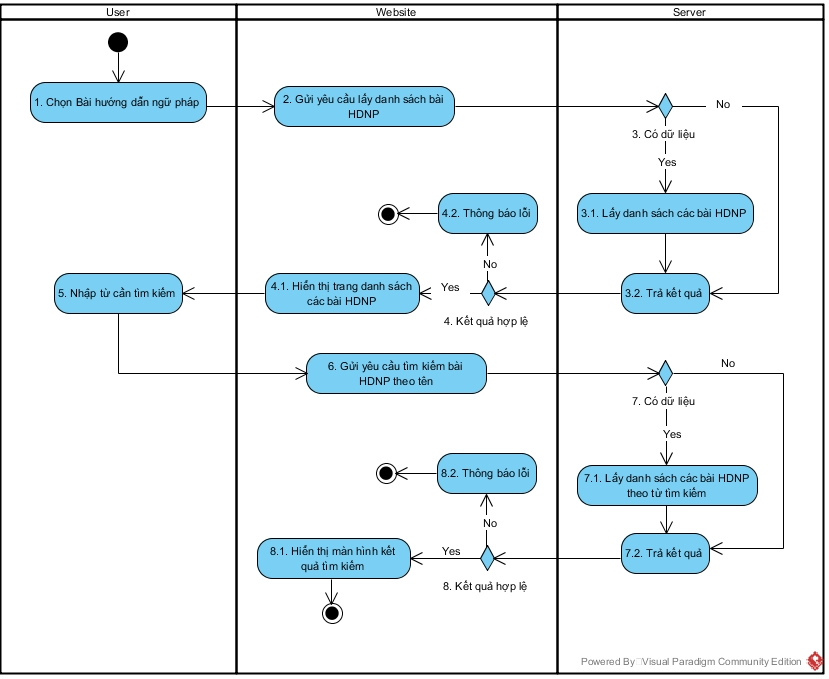 User
Website
Server
1. Chọn Bài hướng dẫn ngữ pháp
2. Gửi yêu cầu lấy danh sách bài
HDNP
No
3. Có dữ liệu
Yes
3.1. Lấy danh sách các bài HDNP
4.2. Thông báo lỗi
No
5. Nhập từ cần tìm kiếm
4.1. Hiển thị trang danh sách
các bài HDNP
Yes
3.2. Trả kết quả
4. Kết quả hợp lệ
6. Gửi yêu cầu tìm kiếm bài
HDNP theo tên
No
7. Có dữ liệu
Yes
8.2. Thông báo lỗi
7.1. Lấy danh sách các bài HDNP
theo từ tìm kiếm
No
8.1. Hiển thị màn hình kết
quả tìm kiếm
Yes
7.2. Trả kết quả
8. Kết quả hợp lệ
Powered By Visual Paradigm Community Edition